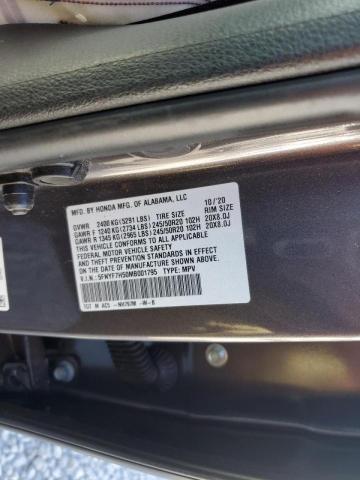 MFD. BY HONDA MFG. OF ALABAMA, LLC 10/'20
GVWR 2400 KG(5291 LBS) TIRE SIZE RIM SIZE
GAWR F 1240 KG(2734 LBS) 245/50R20 102H 20X8.0J
GAWR R 1345 KG(2965 LBS) 245/50R20 102H 20X8.0J
THIS VEHICLE CONFORMS TO ALL APPLICABLE
FEDERAL MOTOR VEHICLE SAFETY, BUMPER, AND
THEFT PREVENTION STANDARDS IN EFFECT ON THE
DATE OF MANUFACTURE SHOWN ABOVE.
V.I.N.: 5FNYF7H50MB001795 TYPE: MPV